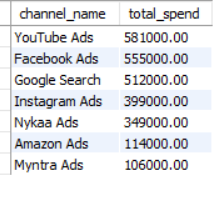 channel_name total_spend
YouTube Ads 581000.00
Facebook Ads 555000.00
Google Search 512000.00
Instagram Ads 399000.00
Nykaa Ads 349000.00
Amazon Ads 114000.00
Myntra Ads 106000.00